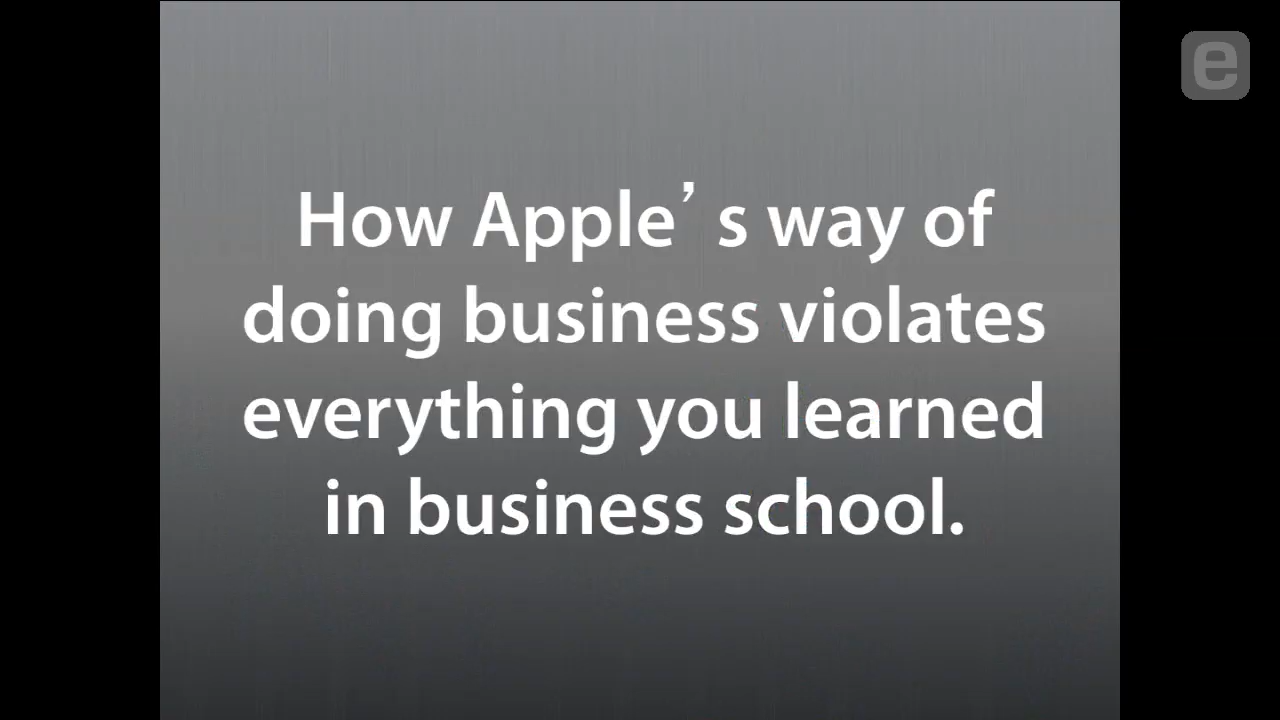 e
How Apple’s way of
doing business violates
everything you learned
in business school.